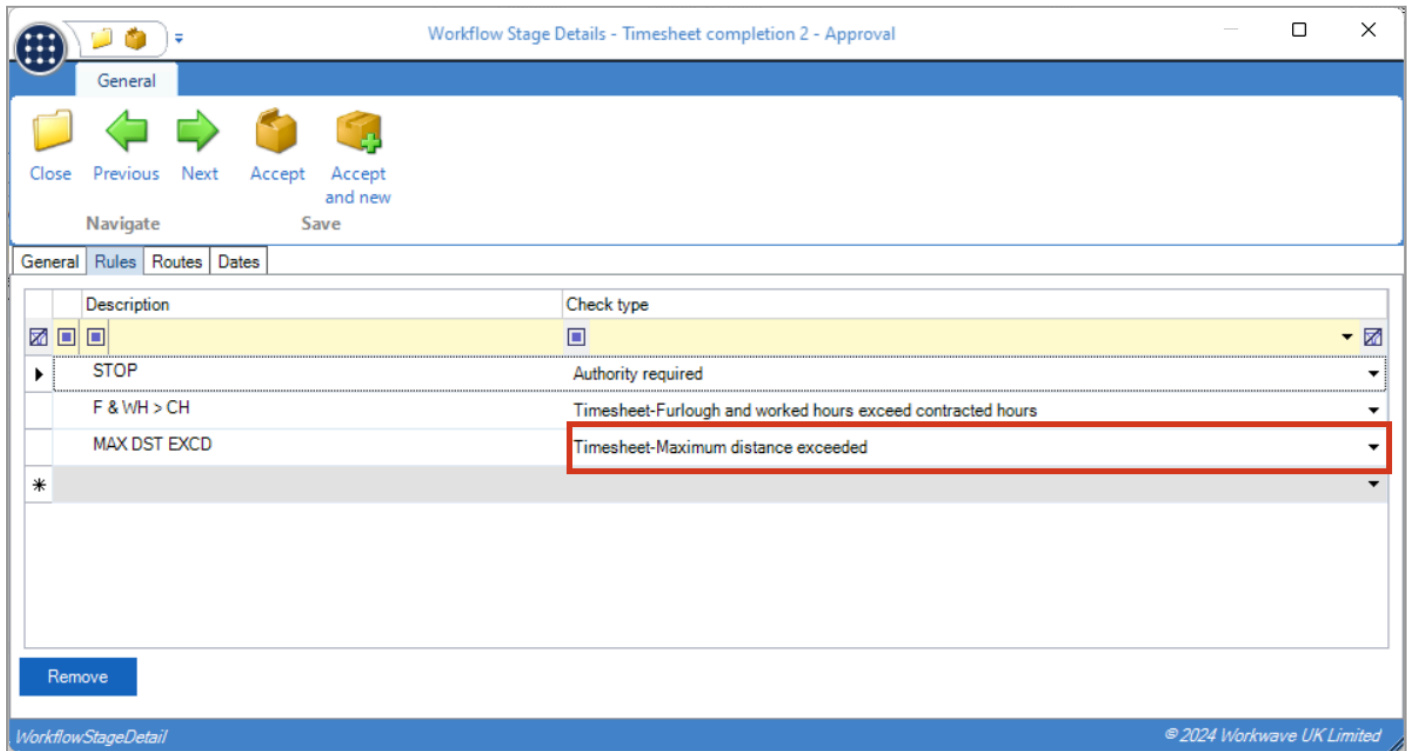 Workflow Stage Details - Timesheet completion 2 - Approval
General
Close Previous Next Accept Accept
and new
Navigate Save
General Rules Routes Dates
Description Check type
STOP Authority required
F & WH > CH Timesheet-Furlough and worked hours exceed contracted hours
MAX DST EXCD Timesheet-Maximum distance exceeded
Remove
WorkflowStageDetail © 2024 Workwave UK Limited